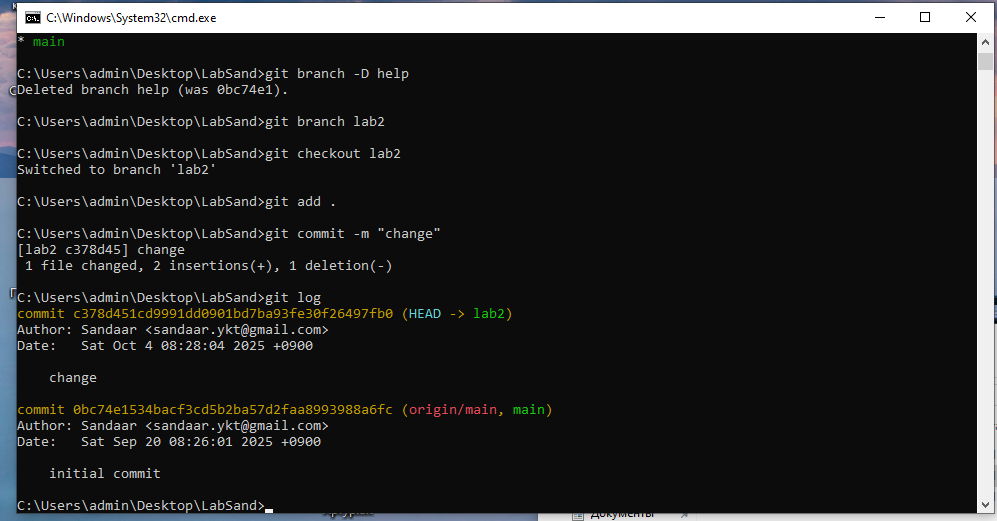 C:\Windows\System32\cmd.exe
* main
C:\Users\admin\Desktop\LabSand>git branch -D help
Deleted branch help (was 0bc74e1).
C:\Users\admin\Desktop\LabSand>git branch lab2
C:\Users\admin\Desktop\LabSand>git checkout lab2
Switched to branch 'lab2'
C:\Users\admin\Desktop\LabSand>git add .
C:\Users\admin\Desktop\LabSand>git commit -m "change"
[lab2 c378d45] change
 1 file changed, 2 insertions(+), 1 deletion(-)
C:\Users\admin\Desktop\LabSand>git log
commit c378d451cd9991dd0901bd7ba93fe30f26497fb0 (HEAD -> lab2)
Author: Sandaar <sandaar.ykt@gmail.com>
Date:   Sat Oct 4 08:28:04 2025 +0900
    change
commit 0bc74e1534bacf3cd5b2ba57d2faa8993988a6fc (origin/main, main)
Author: Sandaar <sandaar.ykt@gmail.com>
Date:   Sat Sep 20 08:26:01 2025 +0900
    initial commit
C:\Users\admin\Desktop\LabSand>
Документы